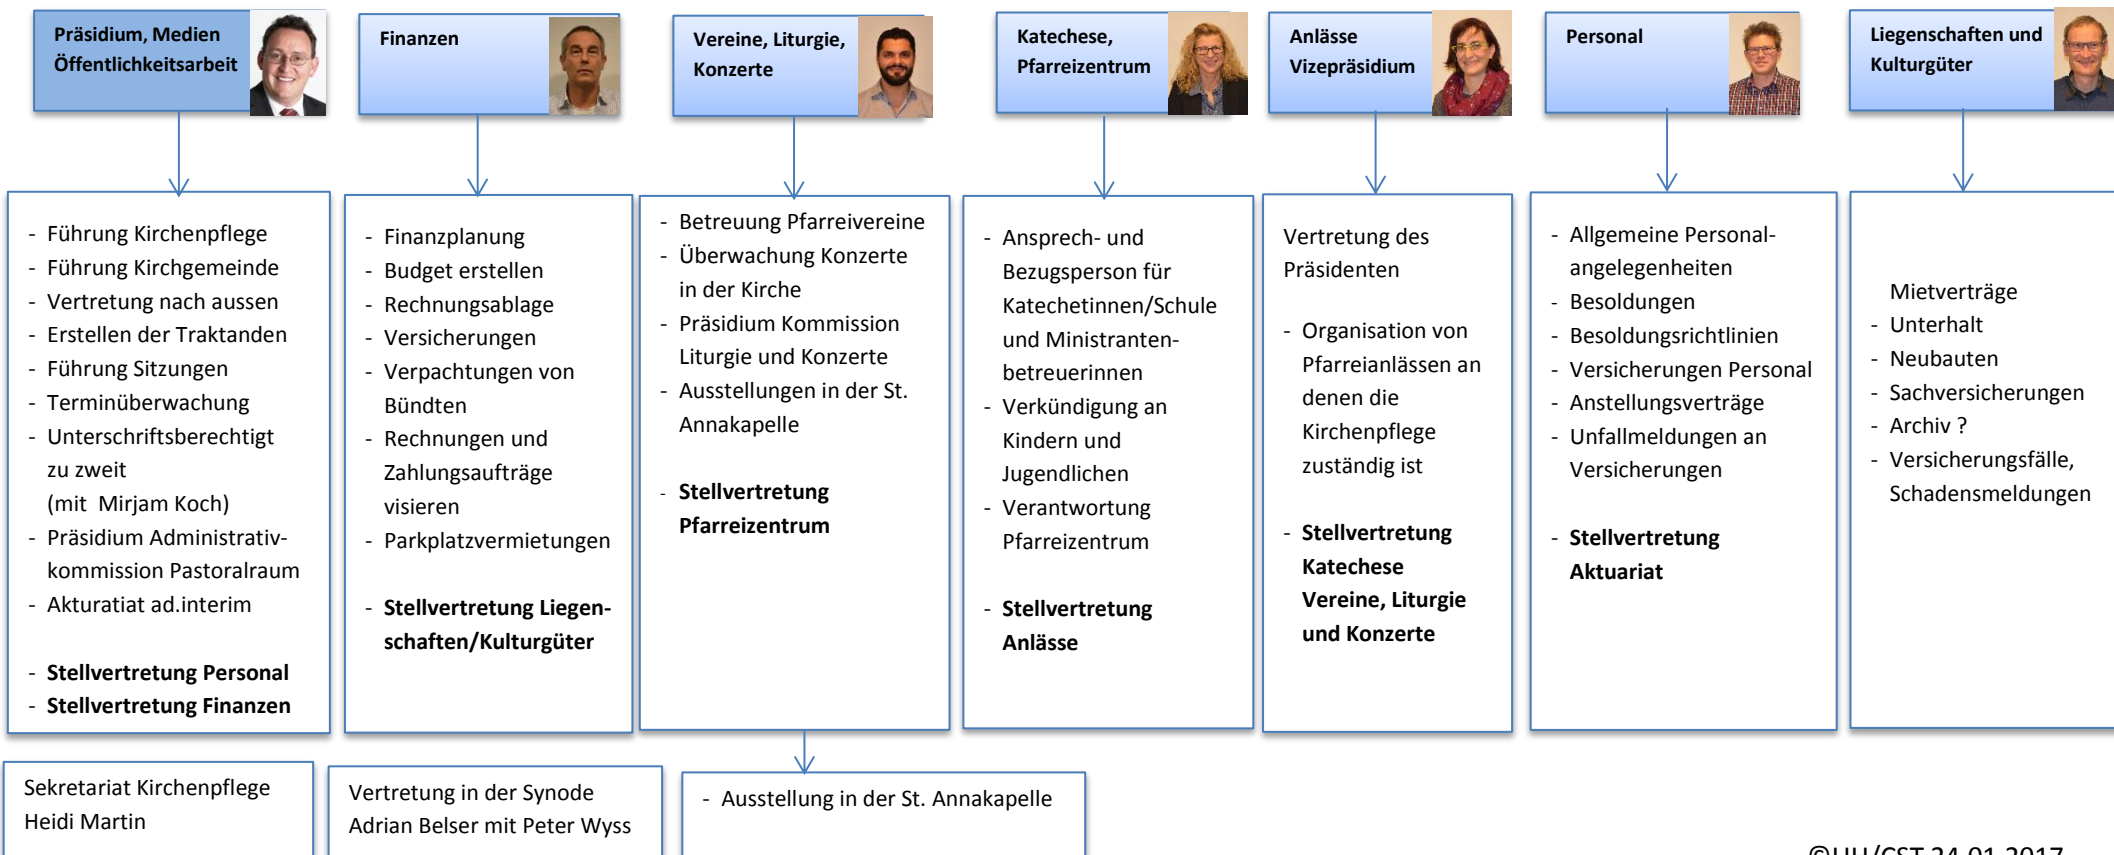 Präsidium, Medien
Öffentlichkeitsarbeit
Finanzen
Vereine, Liturgie,
Konzerte
Katechese,
Pfarreizentrum
Anlässe
Vizepräsidium
Personal
Liegenschaften und
Kulturgüter
- Führung Kirchenpflege
- Führung Kirchgemeinde
- Vertretung nach aussen
- Erstellen der Traktanden
- Führung Sitzungen
- Terminüberwachung
- Unterschriftsberechtigt
zu zweit
(mit Mirjam Koch)
- Präsidium Administrativ-
kommission Pastoralraum
- Akturatiat ad.interim
- Stellvertretung Personal
- Stellvertretung Finanzen
- Finanzplanung
- Budget erstellen
- Rechnungsablage
- Versicherungen
- Verpachtungen von
Bündten
- Rechnungen und
Zahlungsaufträge
visieren
- Parkplatzvermietungen
- Stellvertretung Liegen-
schaften/Kulturgüter
- Betreuung Pfarreivereine
- Überwachung Konzerte
in der Kirche
- Präsidium Kommission
Liturgie und Konzerte
- Ausstellungen in der St.
Annakapelle
- Stellvertretung
Pfarreizentrum
- Ansprech- und
Bezugsperson für
Katechetinnen/Schule
und Ministranten-
betreuerinnen
- Verkündigung an
Kindern und
Jugendlichen
- Verantwortung
Pfarreizentrum
- Stellvertretung
Anlässe
Vertretung des
Präsidenten
- Organisation von
Pfarreianlässen an
denen die
Kirchenpflege
zuständig ist
- Stellvertretung
Katechese
Vereine, Liturgie
und Konzerte
- Allgemeine Personal-
angelegenheiten
- Besoldungen
- Besoldungsrichtlinien
- Versicherungen Personal
- Anstellungsverträge
- Unfallmeldungen an
Versicherungen
- Stellvertretung
Aktuariat
Mietverträge
- Unterhalt
- Neubauten
- Sachversicherungen
- Archiv ?
- Versicherungsfälle,
Schadensmeldungen
Sekretariat Kirchenpflege
Heidi Martin
Vertretung in der Synode
Adrian Belser mit Peter Wyss
- Ausstellung in der St. Annakapelle
©HH/CST 24.01.2017